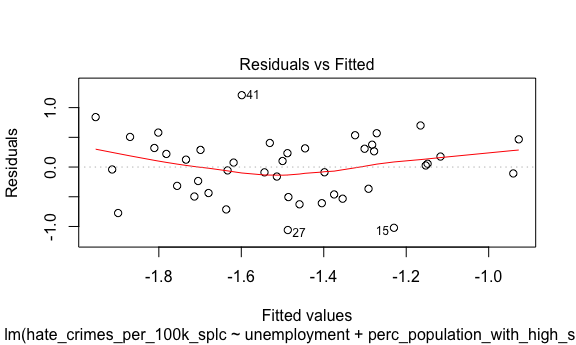 Residuals vs Fitted
Residuals
1.0
0.0
-1.0
41
27
15
-1.8
-1.6
-1.4
-1.2
-1.0
Fitted values
lm(hate_crimes_per_100k_splc ~ unemployment + perc_population_with_high_s